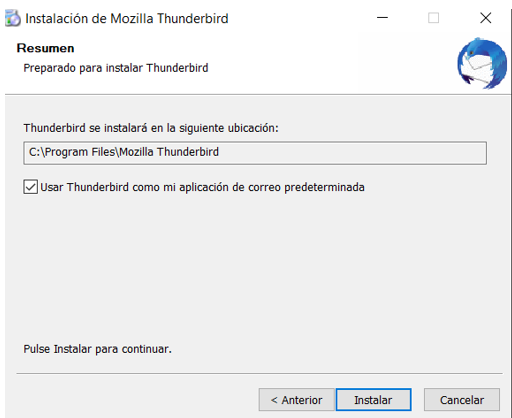 Instalación de Mozilla Thunderbird
Resumen
Preparado para instalar Thunderbird
Thunderbird se instalará en la siguiente ubicación:
C:\Program Files\Mozilla Thunderbird
Usar Thunderbird como mi aplicación de correo predeterminada
Pulse Instalar para continuar.
< Anterior Instalar Cancelar